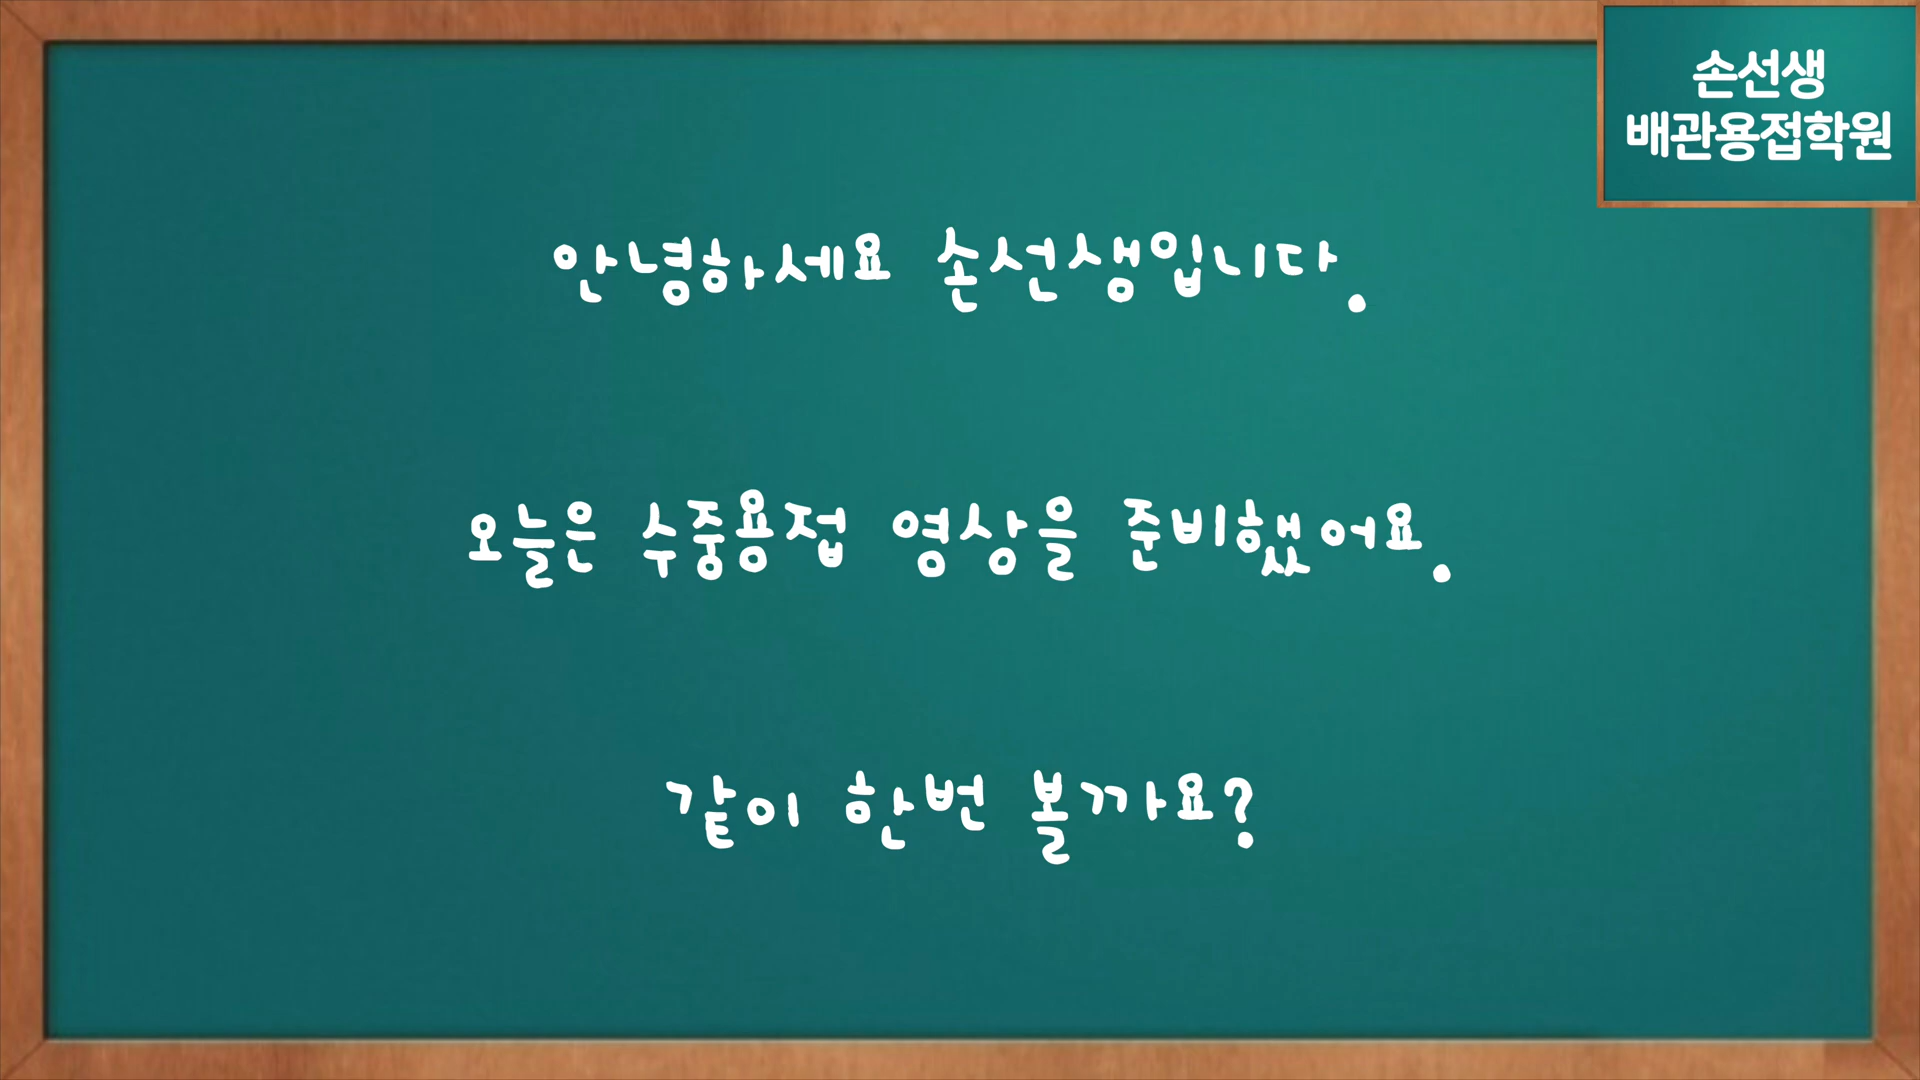 손선생
배관용접학원
안녕하세요 손선생입니다.
오늘은 수중용접 영상을 준비했어요.
같이 한번 볼까요?